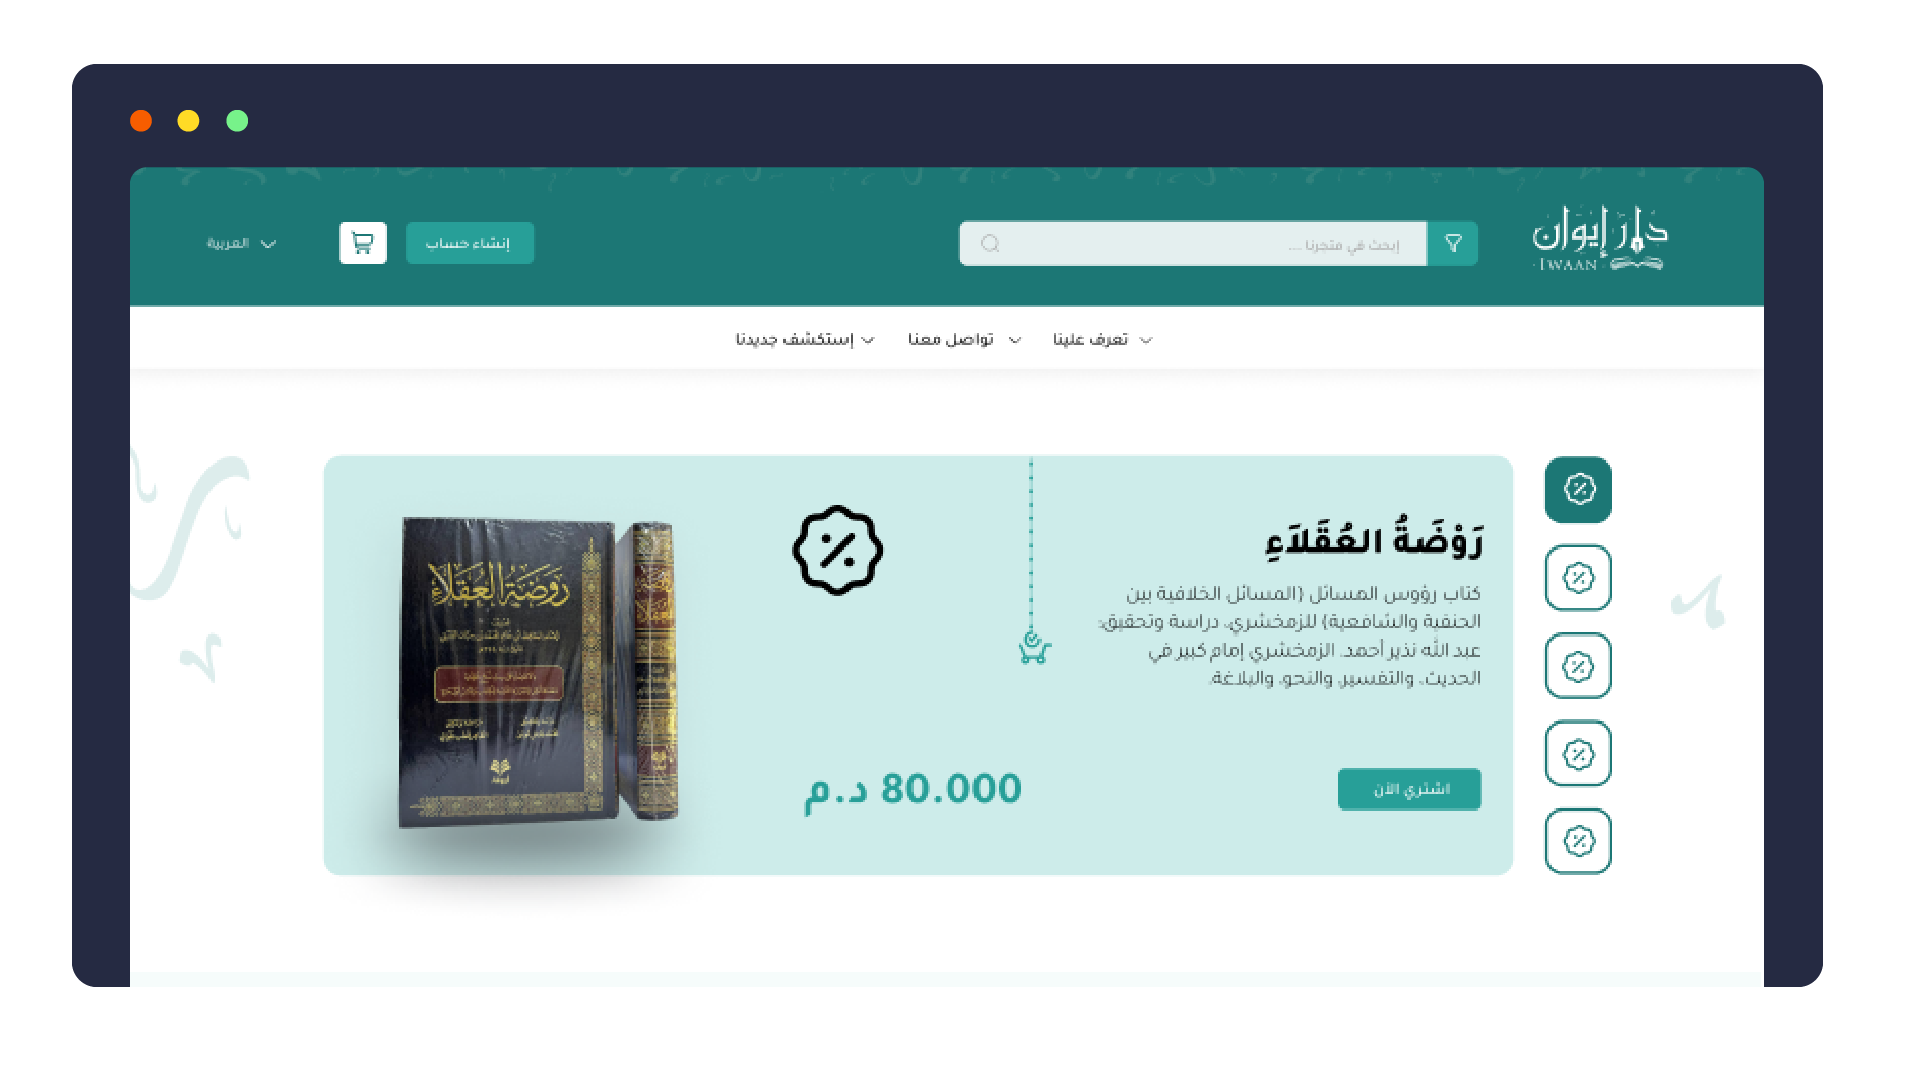 دار إيوان
· IWAAN ·
إبحث في متجرنا ...
إنشاء حساب
العربية
تعرف علينا
تواصل معنا
إستكشف جديدنا
رَوْضَةُ العُقَلاَءِ
كتاب رؤوس المسائل (المسائل الخلافية بين
الحنفية والشافعية) للزمخشري، دراسة وتحقيق:
عبد الله نذير أحمد. الزمخشري إمام كبير في
الحديث، والتفسير، والنحو، والبلاغة.
اشتري الآن
80.000 د.م
روضة العقلاء